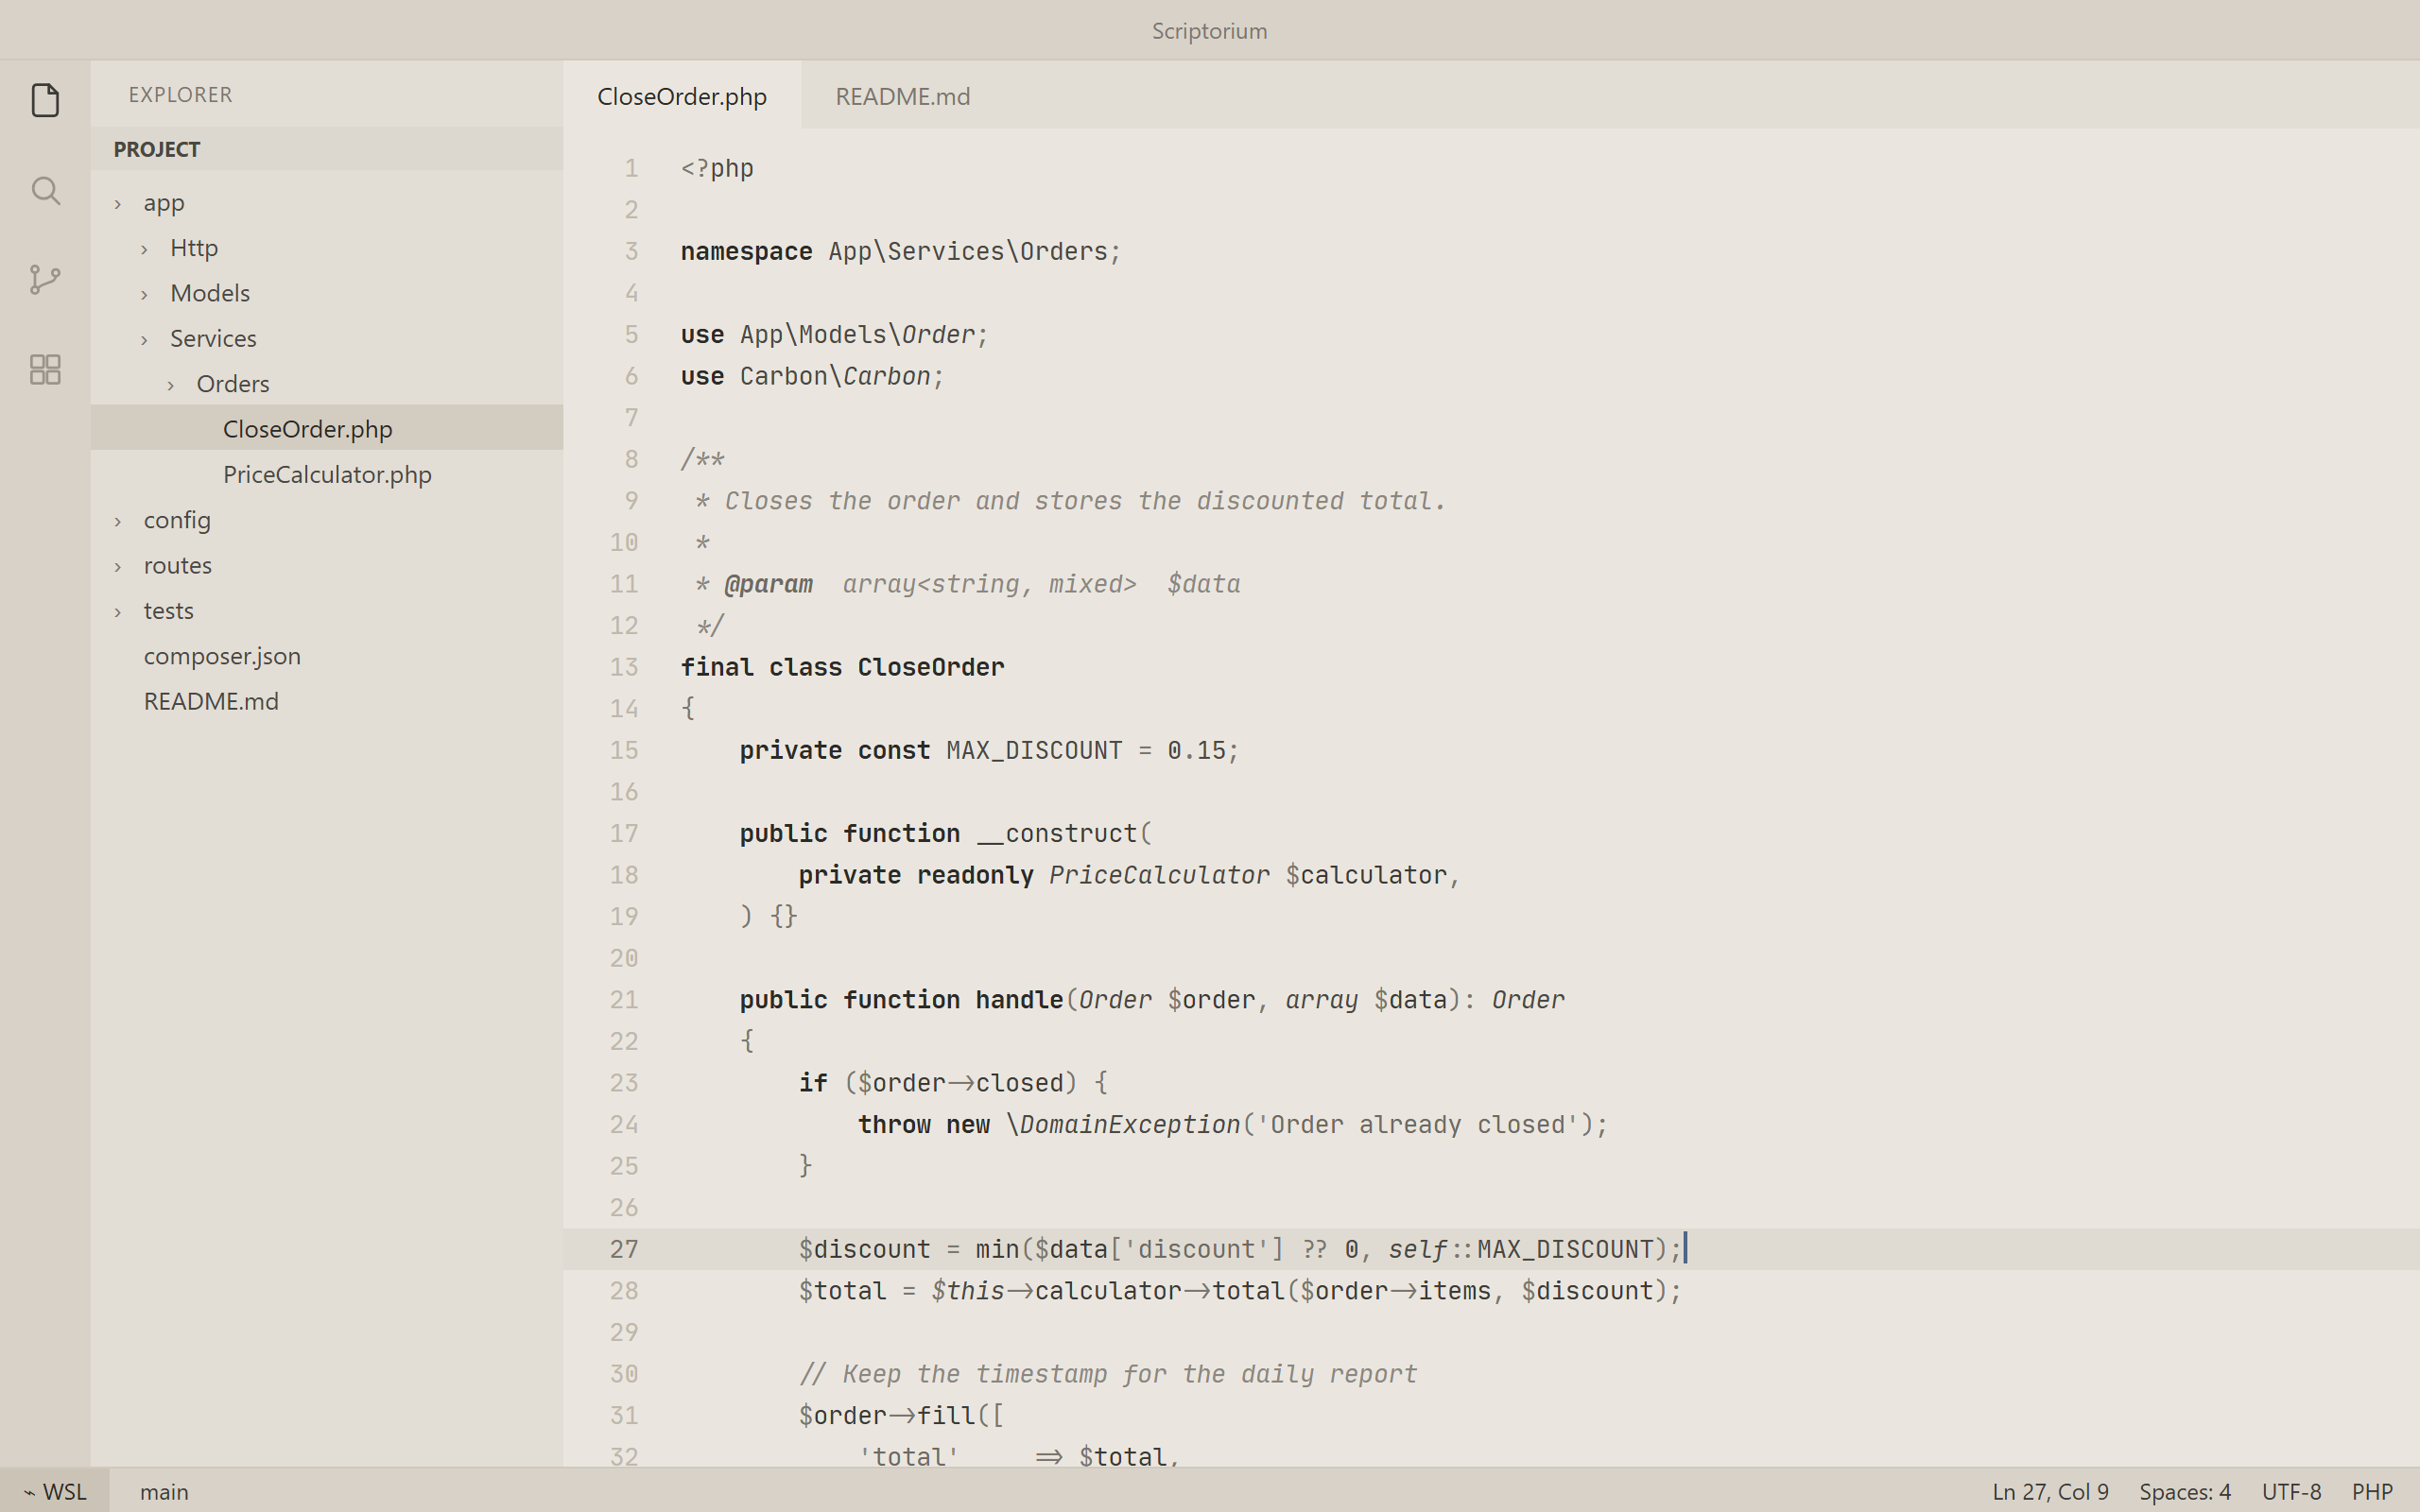 Scriptorium
EXPLORER
PROJECT
› app
› Http
› Models
› Services
› Orders
CloseOrder.php
PriceCalculator.php
› config
› routes
› tests
composer.json
README.md
CloseOrder.php README.md
1 <?php
2
3 namespace App\Services\Orders;
4
5 use App\Models\Order;
6 use Carbon\Carbon;
7
8 /**
9  * Closes the order and stores the discounted total.
10  *
11  * @param  array<string, mixed>  $data
12  */
13 final class CloseOrder
14 {
15     private const MAX_DISCOUNT = 0.15;
16
17     public function __construct(
18         private readonly PriceCalculator $calculator,
19     ) {}
20
21     public function handle(Order $order, array $data): Order
22     {
23         if ($order->closed) {
24             throw new \DomainException('Order already closed');
25         }
26
27         $discount = min($data['discount'] ?? 0, self::MAX_DISCOUNT);
28         $total = $this->calculator->total($order->items, $discount);
29
30         // Keep the timestamp for the daily report
31         $order->fill([
32             'total'     => $total,
WSL main Ln 27, Col 9 Spaces: 4 UTF-8 PHP